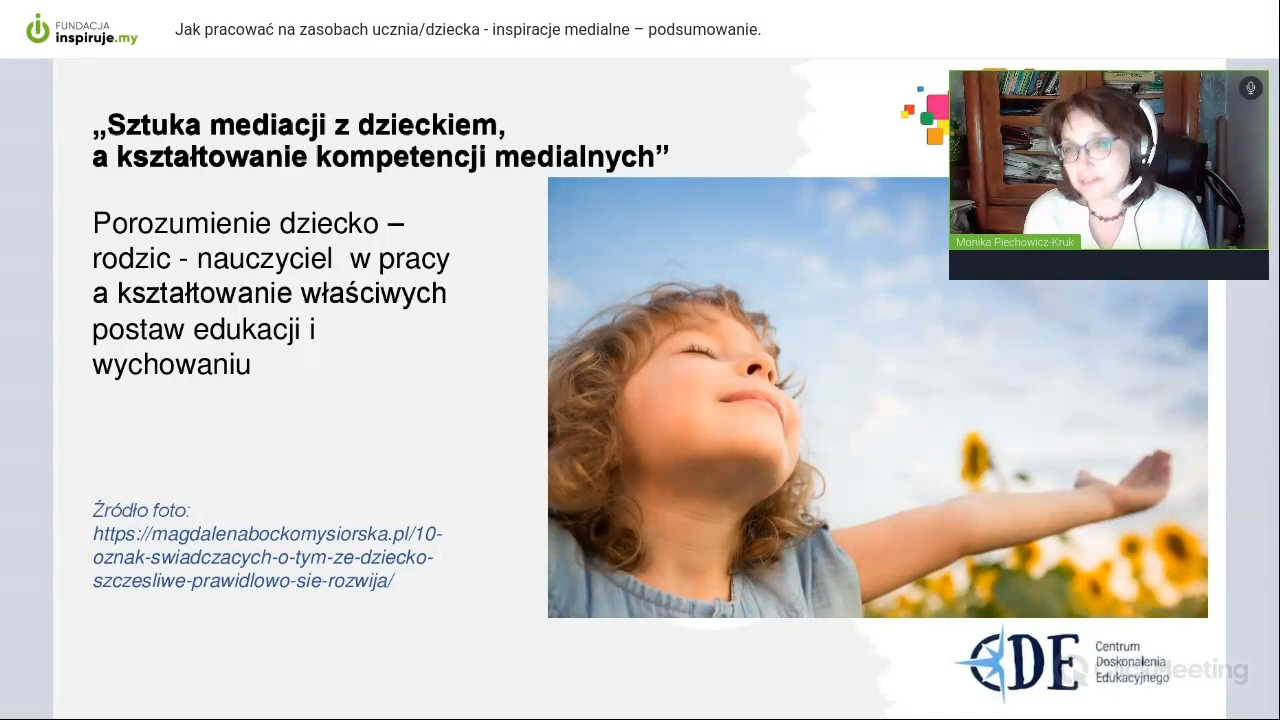 FUNDACJA
inspiruje.my
Jak pracować na zasobach ucznia/dziecka - inspiracje medialne – podsumowanie.
„Sztuka mediacji z dzieckiem,
a kształtowanie kompetencji medialnych”
Porozumienie dziecko –
rodzic - nauczyciel  w pracy
a kształtowanie właściwych
postaw edukacji i
wychowaniu
Źródło foto:
https://magdalenabockomysiorska.pl/10-
oznak-swiadczacych-o-tym-ze-dziecko-
szczesliwe-prawidlowo-sie-rozwija/
Monika Piechowicz-Kruk
CDE
Centrum
Doskonalenia
Edukacyjnego
ClickMeeting